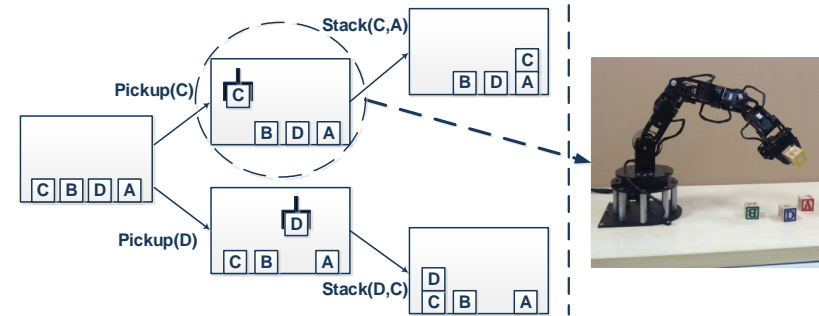 Stack(C,A)
C
B D A
Pickup(C)
C
B D A
C B D A
D
C B A
Pickup(D)
Stack(D,C)
D
C B A
B D A